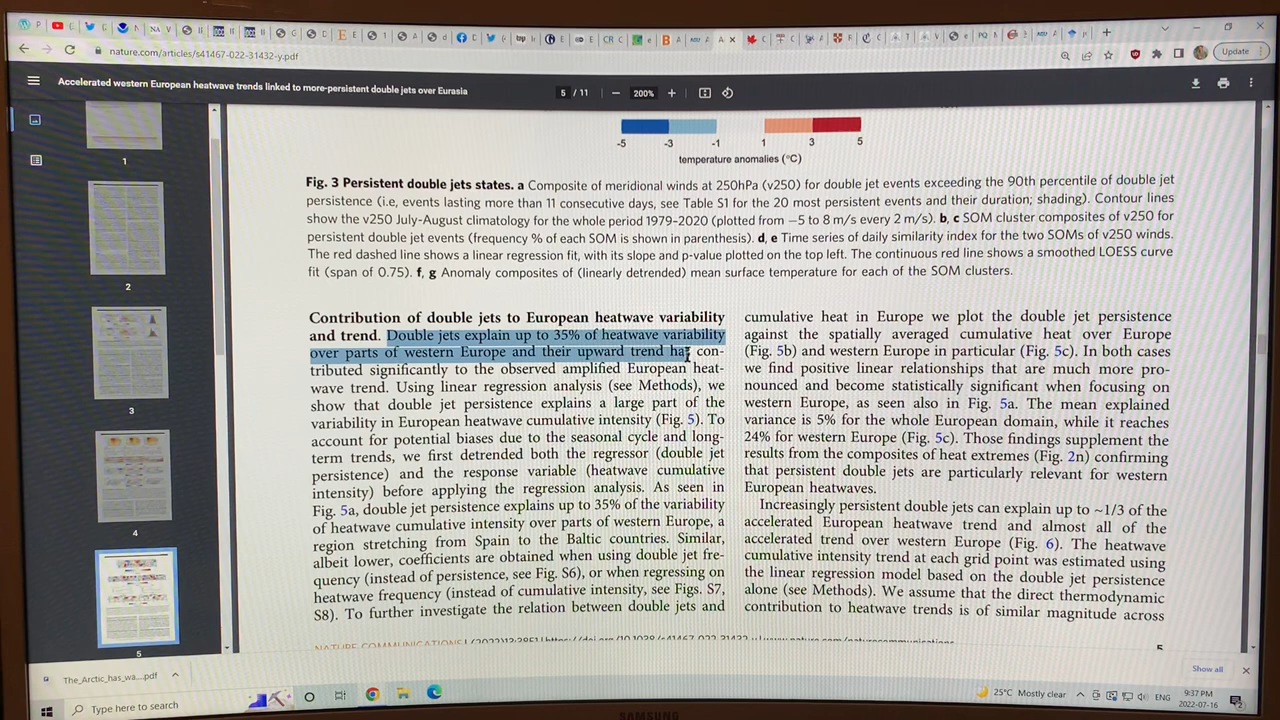 nature.com/articles/s41467-022-31432-y.pdf
Update
Accelerated western European heatwave trends linked to more-persistent double jets over Eurasia
5 / 11
200%
1
2
3
4
5
-5 -3 -1 1 3 5
temperature anomalies (°C)
Fig. 3 Persistent double jets states. a Composite of meridional winds at 250hPa (v250) for double jet events exceeding the 90th percentile of double jet
persistence (i.e, events lasting more than 11 consecutive days, see Table S1 for the 20 most persistent events and their duration; shading). Contour lines
show the v250 July-August climatology for the whole period 1979-2020 (plotted from −5 to 8 m/s every 2 m/s). b, c SOM cluster composites of v250 for
persistent double jet events (frequency % of each SOM is shown in parenthesis). d, e Time series of daily similarity index for the two SOMs of v250 winds.
The red dashed line shows a linear regression fit, with its slope and p-value plotted on the top left. The continuous red line shows a smoothed LOESS curve
fit (span of 0.75). f, g Anomaly composites of (linearly detrended) mean surface temperature for each of the SOM clusters.
Contribution of double jets to European heatwave variability
and trend. Double jets explain up to 35% of heatwave variability
over parts of western Europe and their upward trend has con-
tributed significantly to the observed amplified European heat-
wave trend. Using linear regression analysis (see Methods), we
show that double jet persistence explains a large part of the
variability in European heatwave cumulative intensity (Fig. 5). To
account for potential biases due to the seasonal cycle and long-
term trends, we first detrended both the regressor (double jet
persistence) and the response variable (heatwave cumulative
intensity) before applying the regression analysis. As seen in
Fig. 5a, double jet persistence explains up to 35% of the variability
of heatwave cumulative intensity over parts of western Europe, a
region stretching from Spain to the Baltic countries. Similar,
albeit lower, coefficients are obtained when using double jet fre-
quency (instead of persistence, see Fig. S6), or when regressing on
heatwave frequency (instead of cumulative intensity, see Figs. S7,
S8). To further investigate the relation between double jets and
cumulative heat in Europe we plot the double jet persistence
against the spatially averaged cumulative heat over Europe
(Fig. 5b) and western Europe in particular (Fig. 5c). In both cases
we find positive linear relationships that are much more pro-
nounced and become statistically significant when focusing on
western Europe, as seen also in Fig. 5a. The mean explained
variance is 5% for the whole European domain, while it reaches
24% for western Europe (Fig. 5c). Those findings supplement the
results from the composites of heat extremes (Fig. 2n) confirming
that persistent double jets are particularly relevant for western
European heatwaves.
Increasingly persistent double jets can explain up to ~1/3 of the
accelerated European heatwave trend and almost all of the
accelerated trend over western Europe (Fig. 6). The heatwave
cumulative intensity trend at each grid point was estimated using
the linear regression model based on the double jet persistence
alone (see Methods). We assume that the direct thermodynamic
contribution to heatwave trends is of similar magnitude across
The_Arctic_has_wa....pdf
Show all
Type here to search
25°C Mostly clear
ENG
9:37 PM
2022-07-16
SAMSUNG